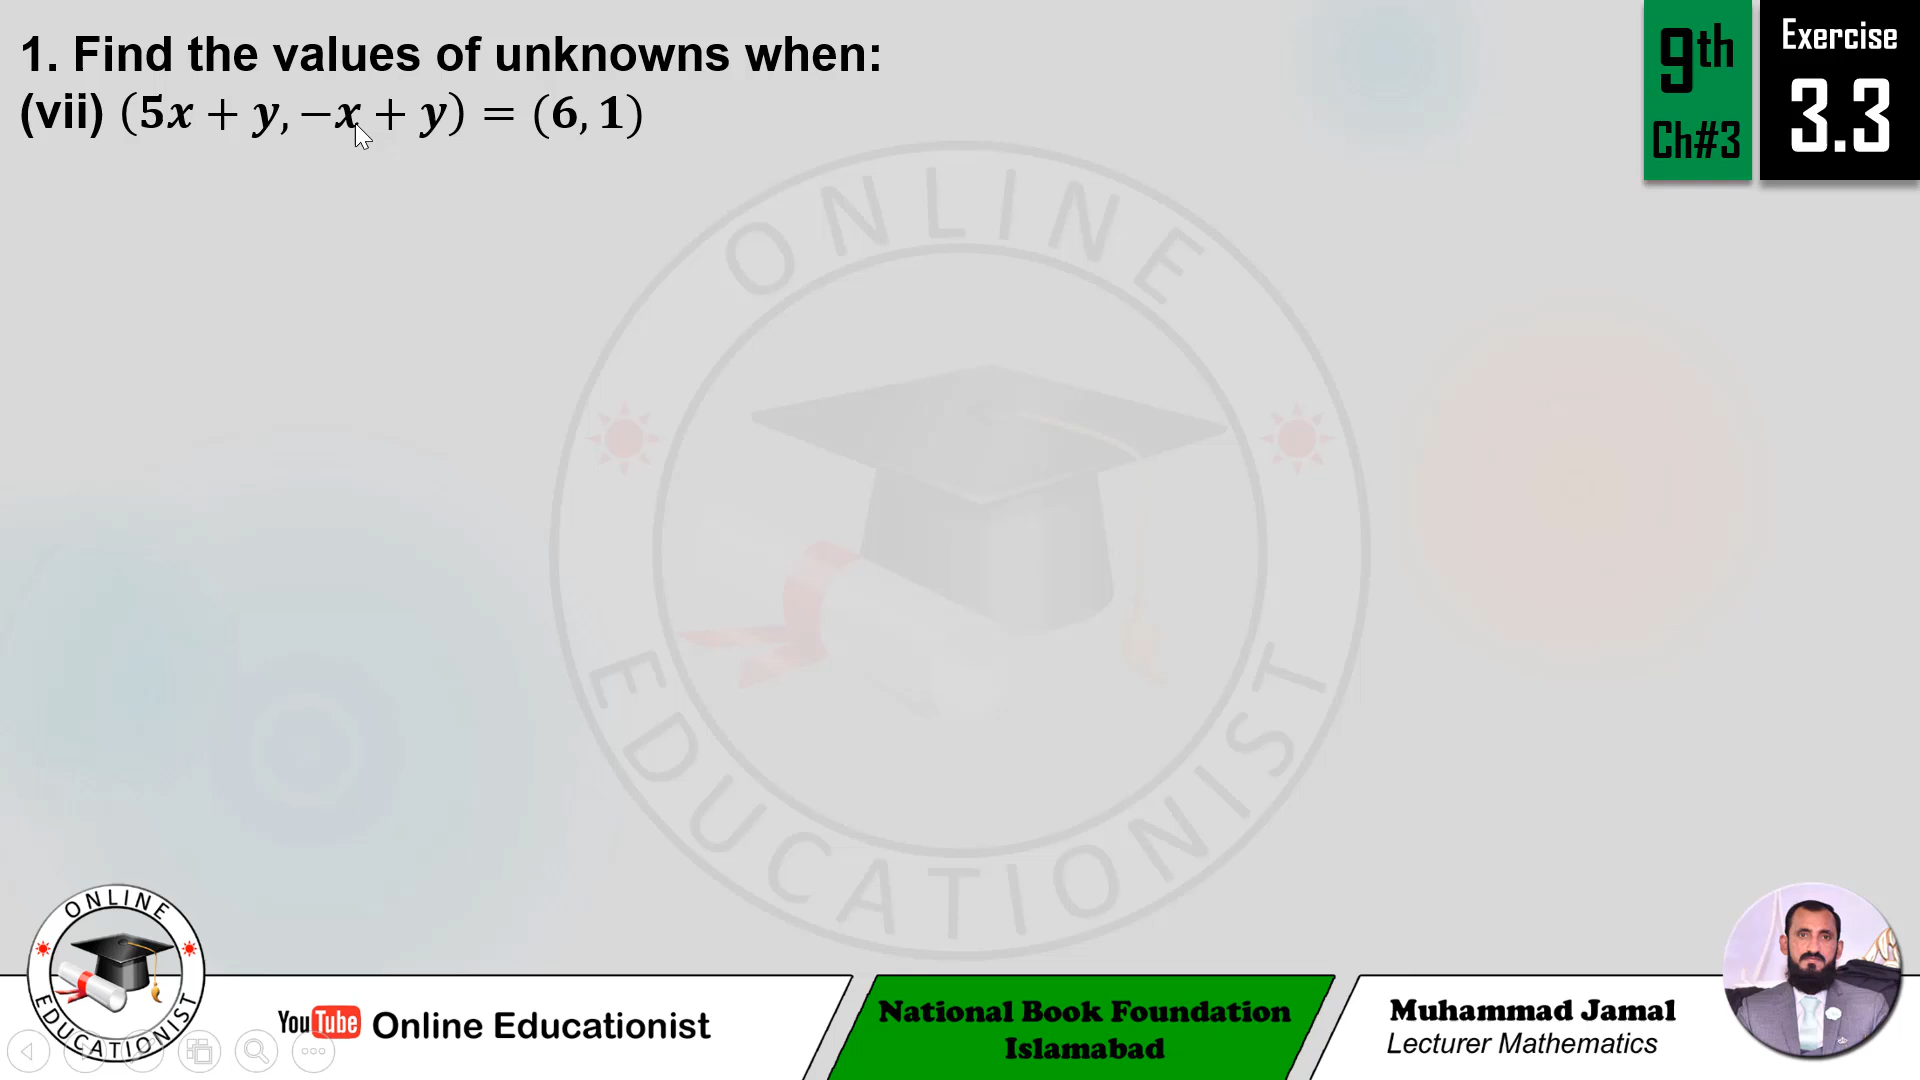 1. Find the values of unknowns when:
(vii) (5x + y, −x + y) = (6, 1)
9th
Ch#3
Exercise
3.3
ONLINE
EDUCATIONIST
ONLINE
EDUCATIONIST
YouTube Online Educationist
National Book Foundation
Islamabad
Muhammad Jamal
Lecturer Mathematics